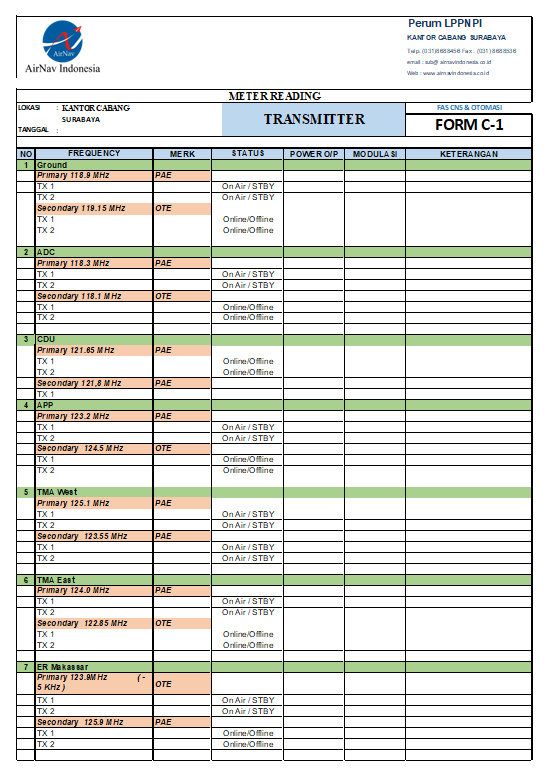 Perum LPPNPI
KANTOR CABANG SURABAYA
Telp. (031)8688456 Fax : (031) 8688536
email : sub@airnavindonesia.co.id
Web : www.airnavindonesia.co.id
AirNav
AirNav Indonesia
METER READING
LOKASI : KANTOR CABANG SURABAYA
TANGGAL :
TRANSMITTER
FAS CNS & OTOMASI
FORM C-1
NO FREQUENCY MERK STATUS POWER O/P MODULASI KETERANGAN
1 Ground
Primary 118.9 MHz PAE
TX 1 On Air / STBY
TX 2 On Air / STBY
Secondary 119.15 MHz OTE
TX 1 Online/Offline
TX 2 Online/Offline
2 ADC
Primary 118.3 MHz PAE
TX 1 On Air / STBY
TX 2 On Air / STBY
Secondary 118.1 MHz OTE
TX 1 Online/Offline
TX 2 Online/Offline
3 CDU
Primary 121.65 MHz PAE
TX 1 Online/Offline
TX 2 Online/Offline
Secondary 121,8 MHz PAE
TX 1
4 APP
Primary 123.2 MHz PAE
TX 1 On Air / STBY
TX 2 On Air / STBY
Secondary 124.5 MHz OTE
TX 1 Online/Offline
TX 2 Online/Offline
5 TMA West
Primary 125.1 MHz PAE
TX 1 On Air / STBY
TX 2 On Air / STBY
Secondary 123.55 MHz PAE
TX 1 On Air / STBY
TX 2 On Air / STBY
6 TMA East
Primary 124.0 MHz PAE
TX 1 On Air / STBY
TX 2 On Air / STBY
Secondary 122.85 MHz OTE
TX 1 Online/Offline
TX 2 Online/Offline
7 ER Makassar
Primary 123.9MHz ( -
5 KHz ) OTE
TX 1 On Air / STBY
TX 2 On Air / STBY
Secondary 125.9 MHz PAE
TX 1 Online/Offline
TX 2 Online/Offline